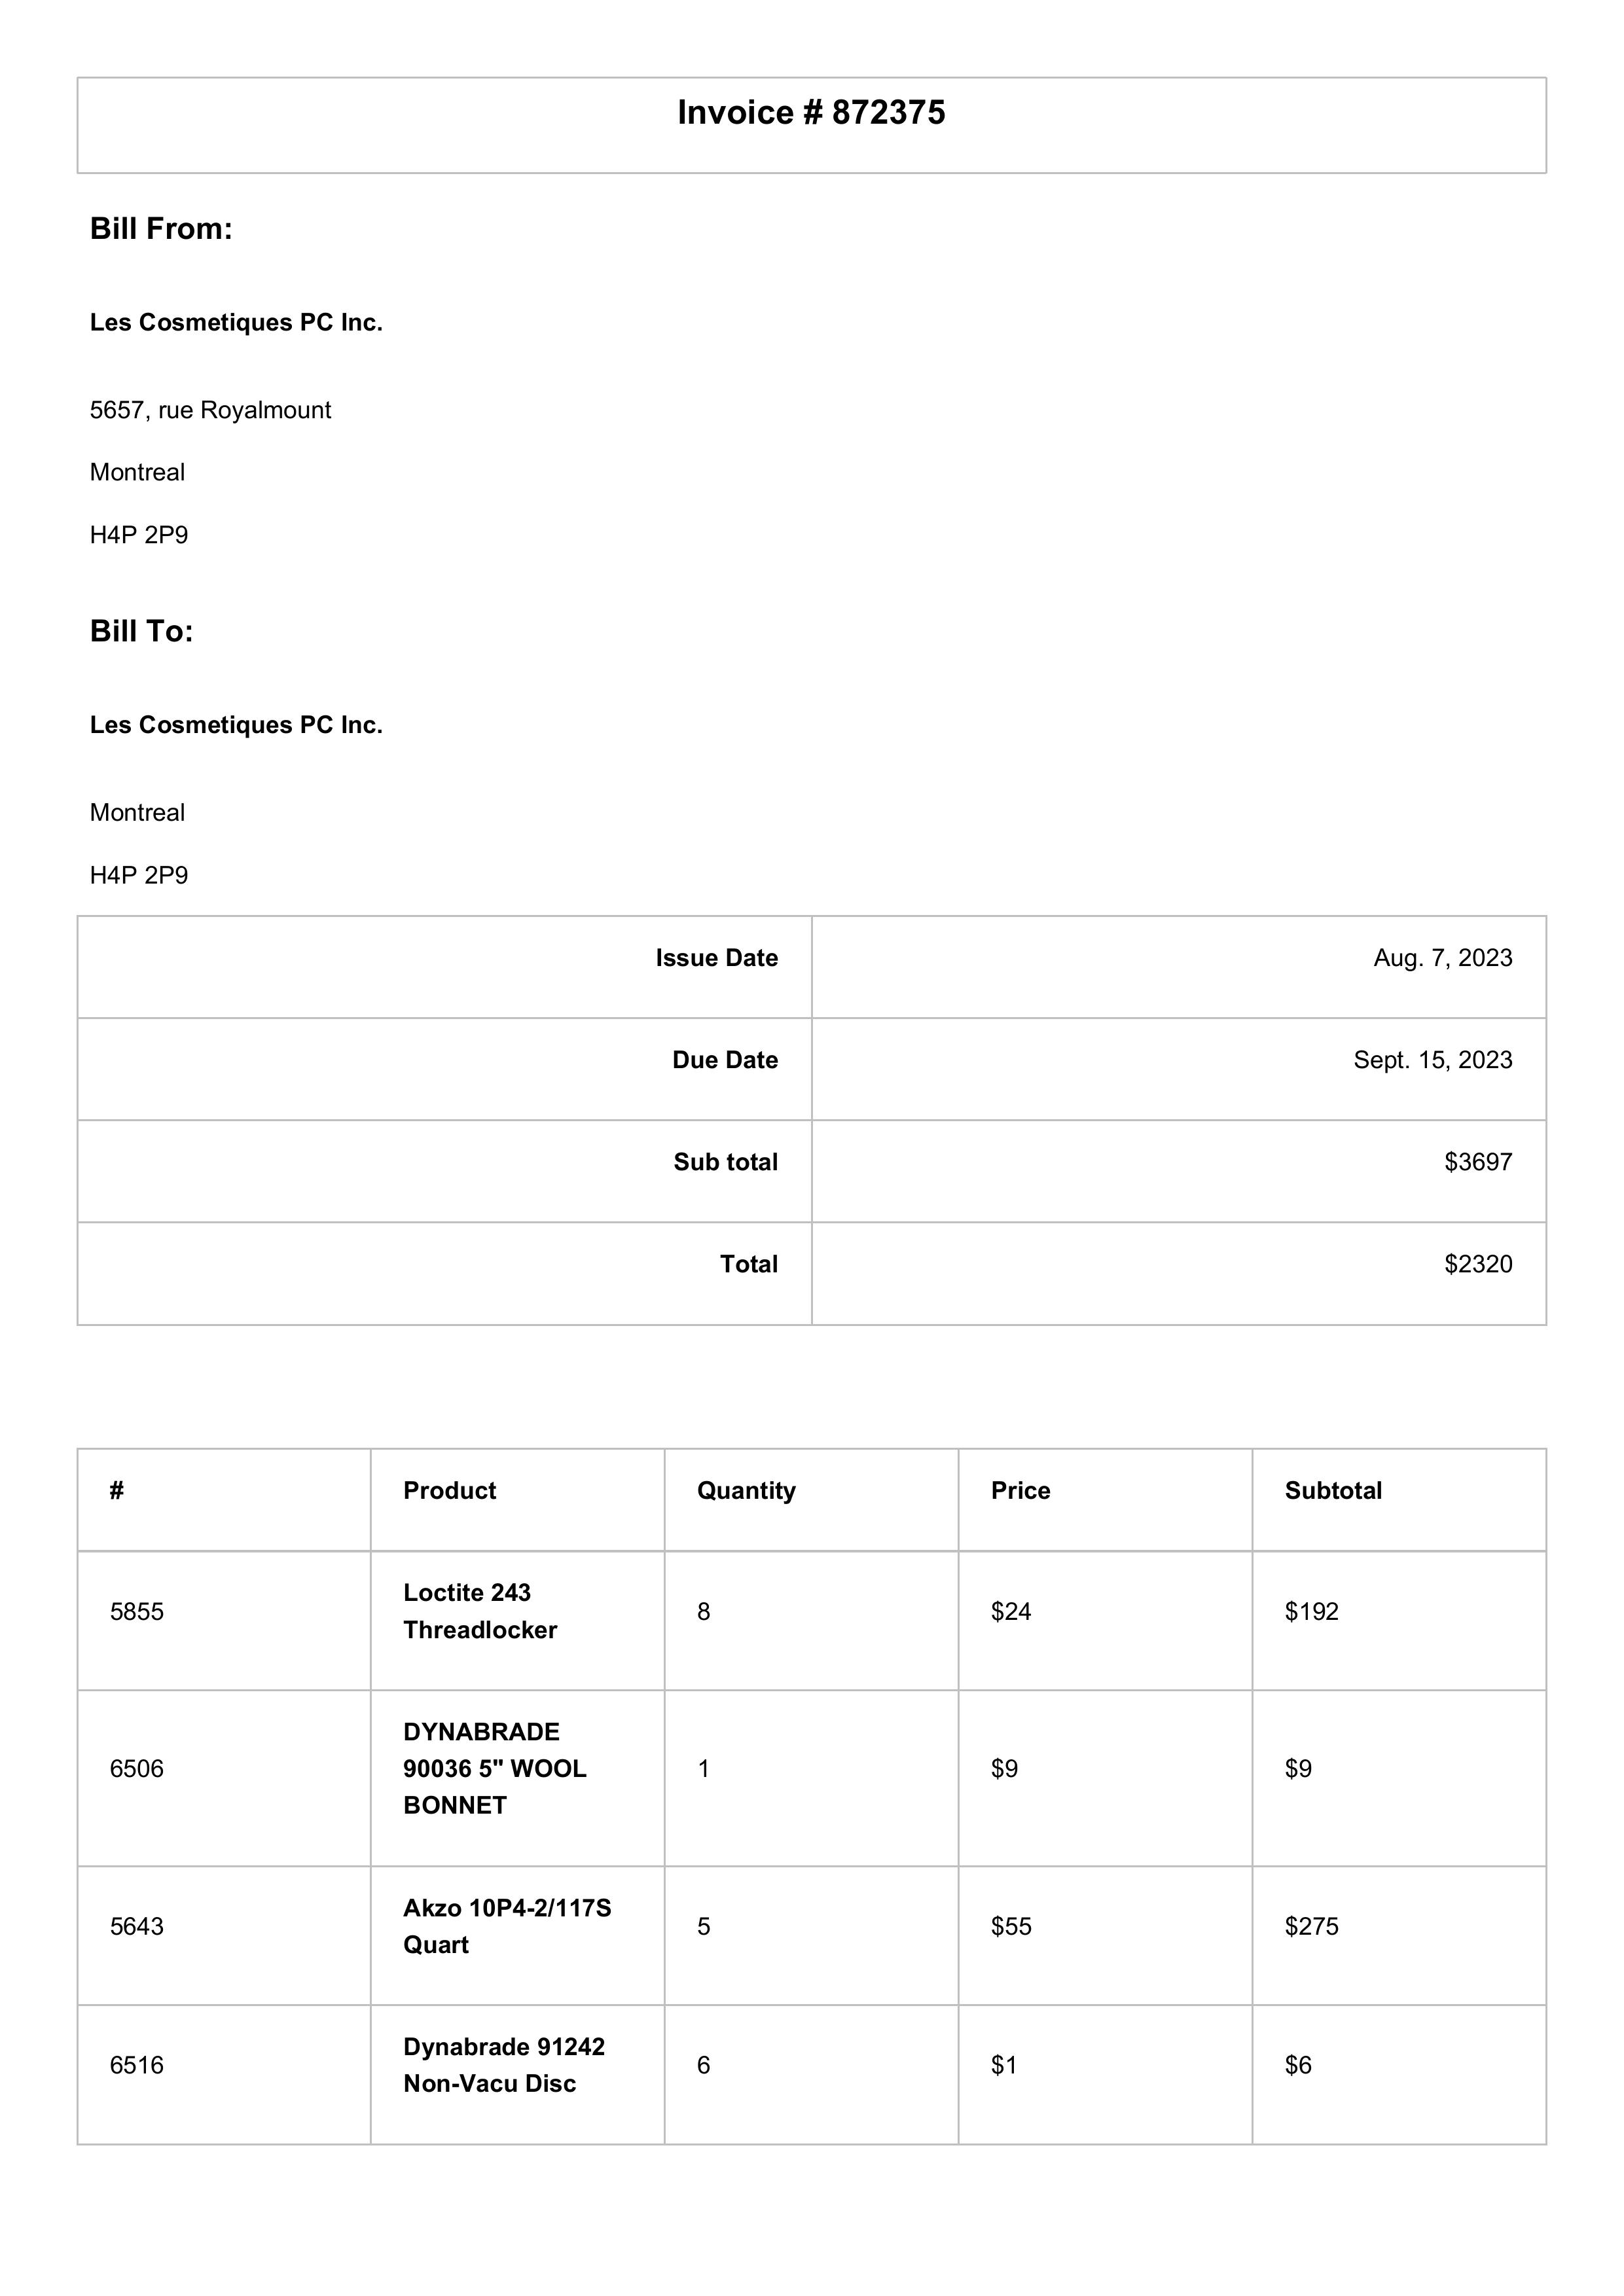 Invoice # 872375
Bill From:
Les Cosmetiques PC Inc.
5657, rue Royalmount
Montreal
H4P 2P9
Bill To:
Les Cosmetiques PC Inc.
Montreal
H4P 2P9
Issue Date Aug. 7, 2023
Due Date Sept. 15, 2023
Sub total $3697
Total $2320
# Product Quantity Price Subtotal
5855 Loctite 243 8 $24 $192
Threadlocker
DYNABRADE
6506 90036 5" WOOL 1 $9 $9
BONNET
5643 Akzo 10P4-2/117S 5 $55 $275
Quart
6516 Dynabrade 91242 6 $1 $6
Non-Vacu Disc